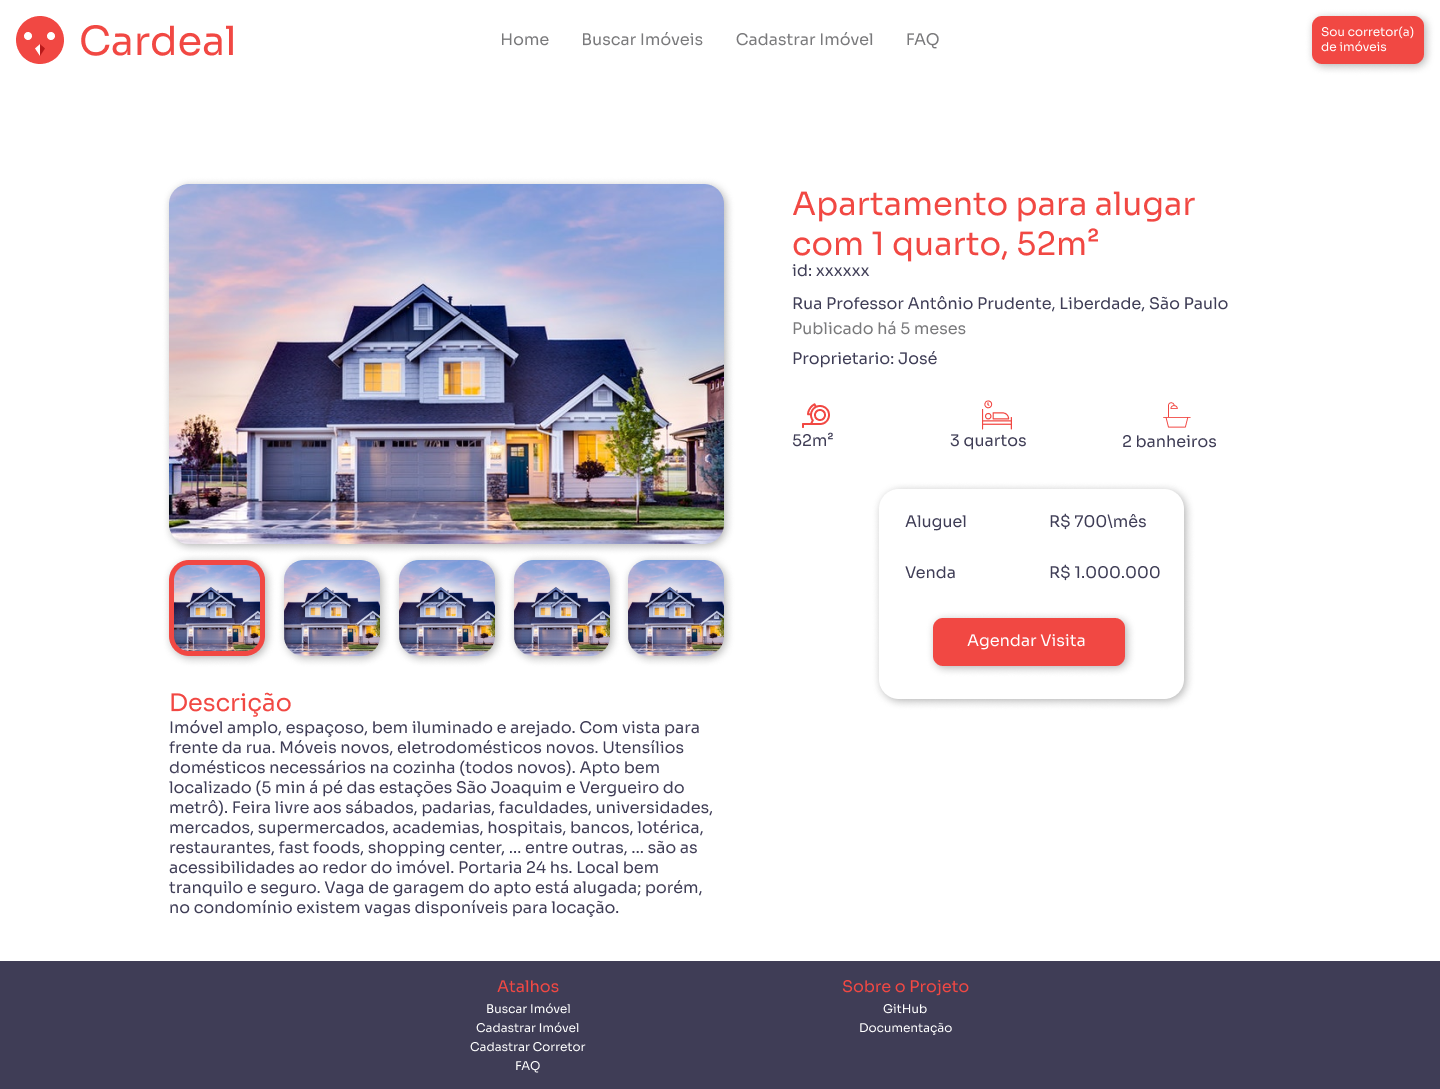 Cardeal
Home
Buscar Imóveis
Cadastrar Imóvel
FAQ
Sou corretor(a)
de imóveis
Apartamento para alugar
com 1 quarto, 52m²
id: xxxxxx
Rua Professor Antônio Prudente, Liberdade, São Paulo
Publicado há 5 meses
Proprietario: José
52m²
3 quartos
2 banheiros
Aluguel
R$ 700\mês
Venda
R$ 1.000.000
Agendar Visita
Descrição
Imóvel amplo, espaçoso, bem iluminado e arejado. Com vista para
frente da rua. Móveis novos, eletrodomésticos novos. Utensílios
domésticos necessários na cozinha (todos novos). Apto bem
localizado (5 min á pé das estações São Joaquim e Vergueiro do
metrô). Feira livre aos sábados, padarias, faculdades, universidades,
mercados, supermercados, academias, hospitais, bancos, lotérica,
restaurantes, fast foods, shopping center, ... entre outras, ... são as
acessibilidades ao redor do imóvel. Portaria 24 hs. Local bem
tranquilo e seguro. Vaga de garagem do apto está alugada; porém,
no condomínio existem vagas disponíveis para locação.
Atalhos
Buscar Imóvel
Cadastrar Imóvel
Cadastrar Corretor
FAQ
Sobre o Projeto
GitHub
Documentação